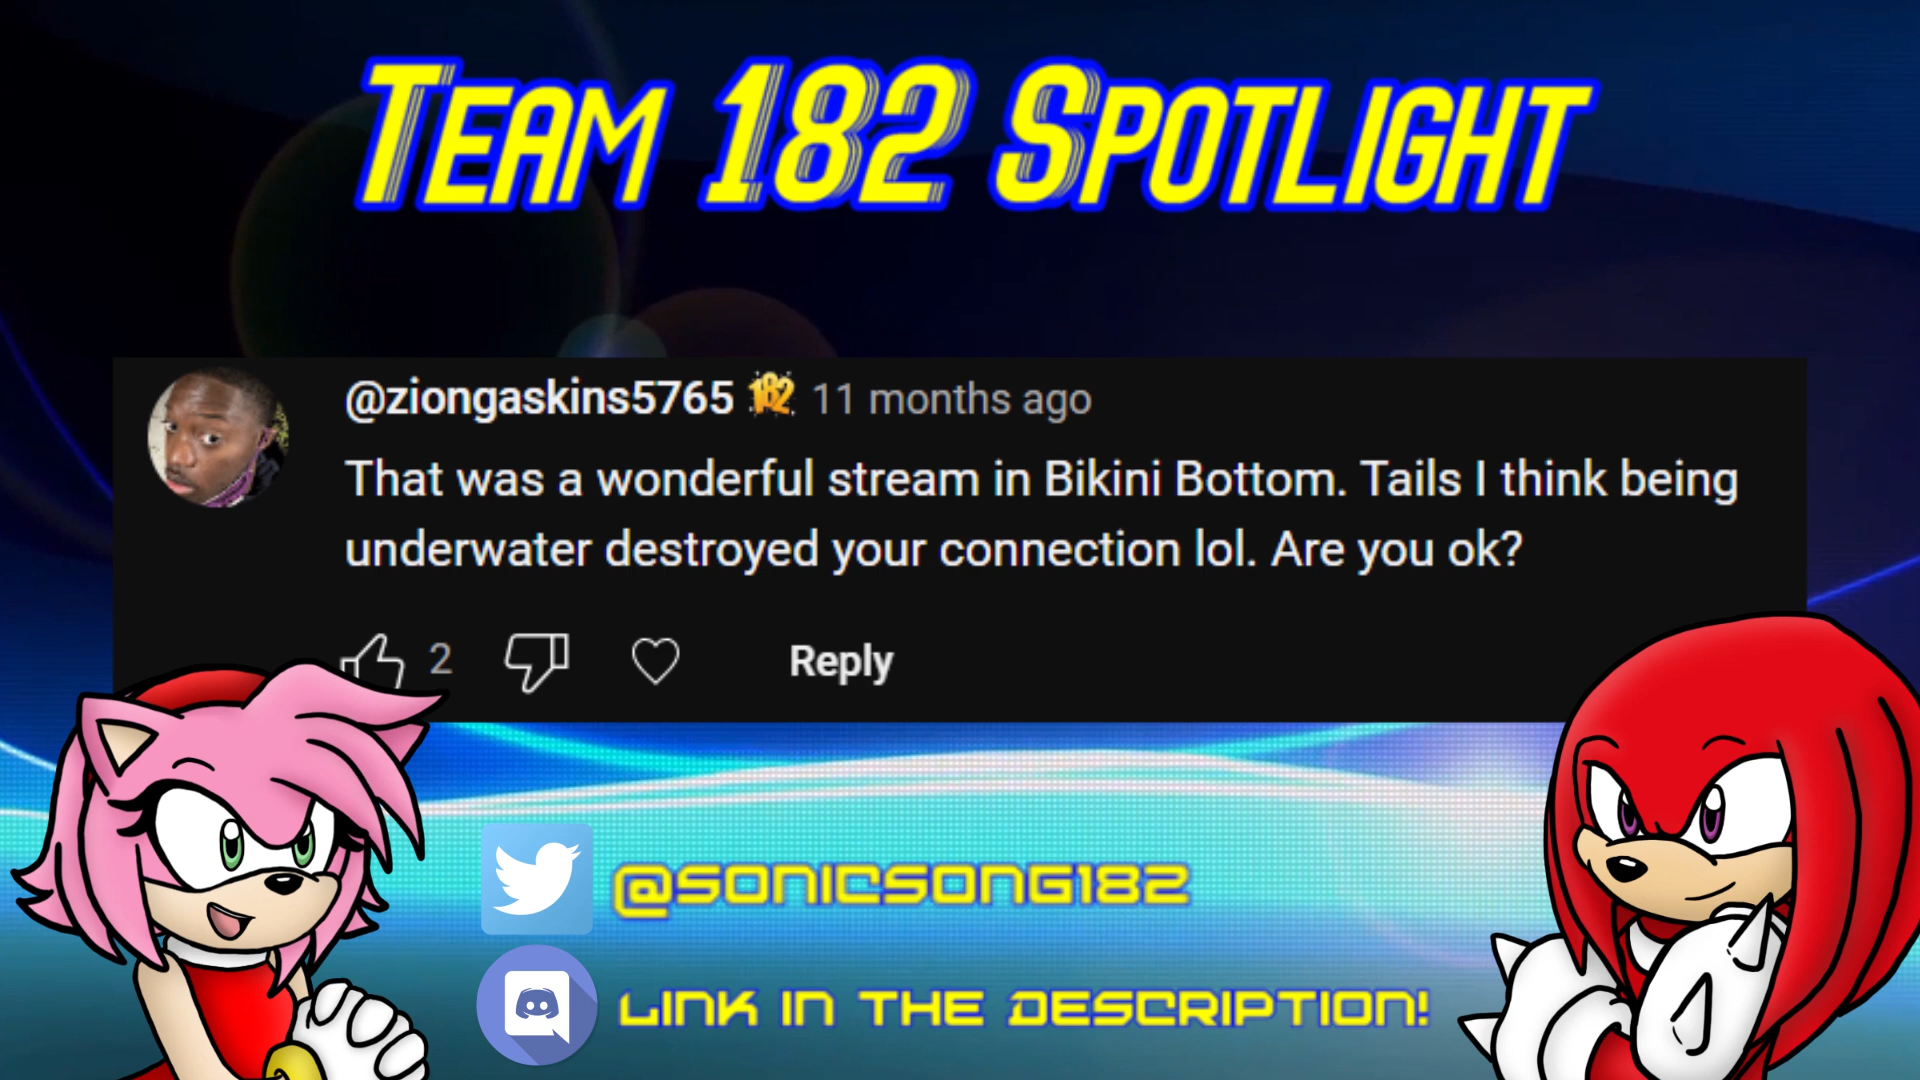 Team 182 Spotlight
@ziongaskins5765 182 11 months ago
That was a wonderful stream in Bikini Bottom. Tails I think being
underwater destroyed your connection lol. Are you ok?
2 Reply
@SONICSONG182
LINK IN THE DESCRIPTION!